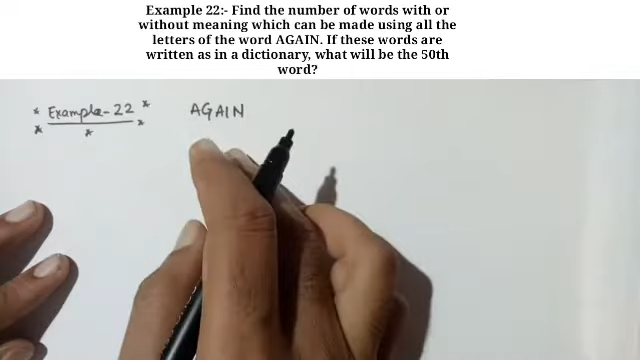 Example 22:- Find the number of words with or
without meaning which can be made using all the
letters of the word AGAIN. If these words are
written as in a dictionary, what will be the 50th
word?
* Example-22 *
* * *
AGAIN